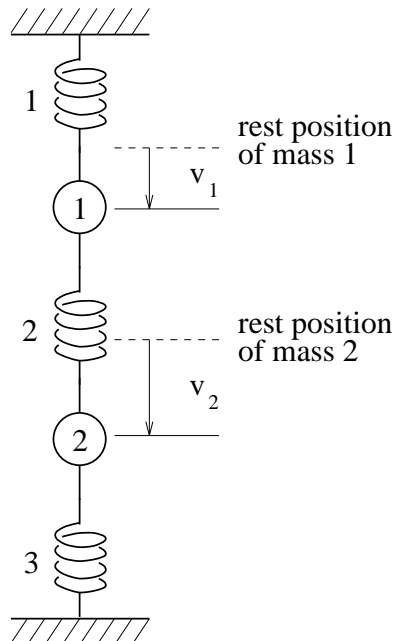 1
rest position
of mass 1
v1
1
2
rest position
of mass 2
v2
2
3